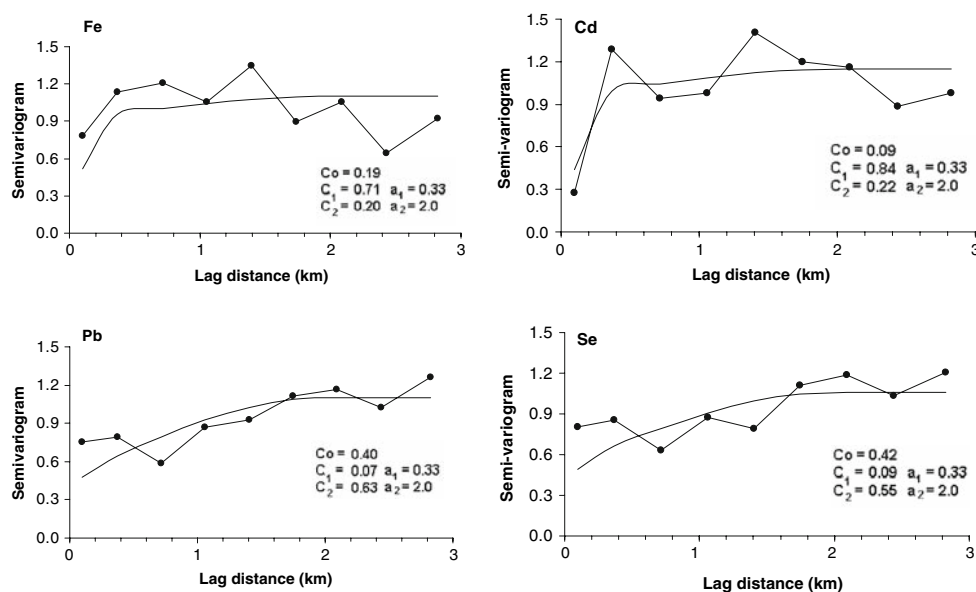 Fe
1.5
1.2
0.9
0.6
0.3
0.0
Semivariogram
Co = 0.19
C1 = 0.71 a1 = 0.33
C2 = 0.20 a2 = 2.0
0 1 2 3
Lag distance (km)
Cd
1.5
1.2
0.9
0.6
0.3
0.0
Semi-variogram
Co = 0.09
C1 = 0.84 a1 = 0.33
C2 = 0.22 a2 = 2.0
0 1 2 3
Lag distance (km)
Pb
1.5
1.2
0.9
0.6
0.3
0.0
Semivariogram
Co = 0.40
C1 = 0.07 a1 = 0.33
C2 = 0.63 a2 = 2.0
0 1 2 3
Lag distance (km)
Se
1.5
1.2
0.9
0.6
0.3
0.0
Semi-variogram
Co = 0.42
C1 = 0.09 a1 = 0.33
C2 = 0.55 a2 = 2.0
0 1 2 3
Lag distance (km)